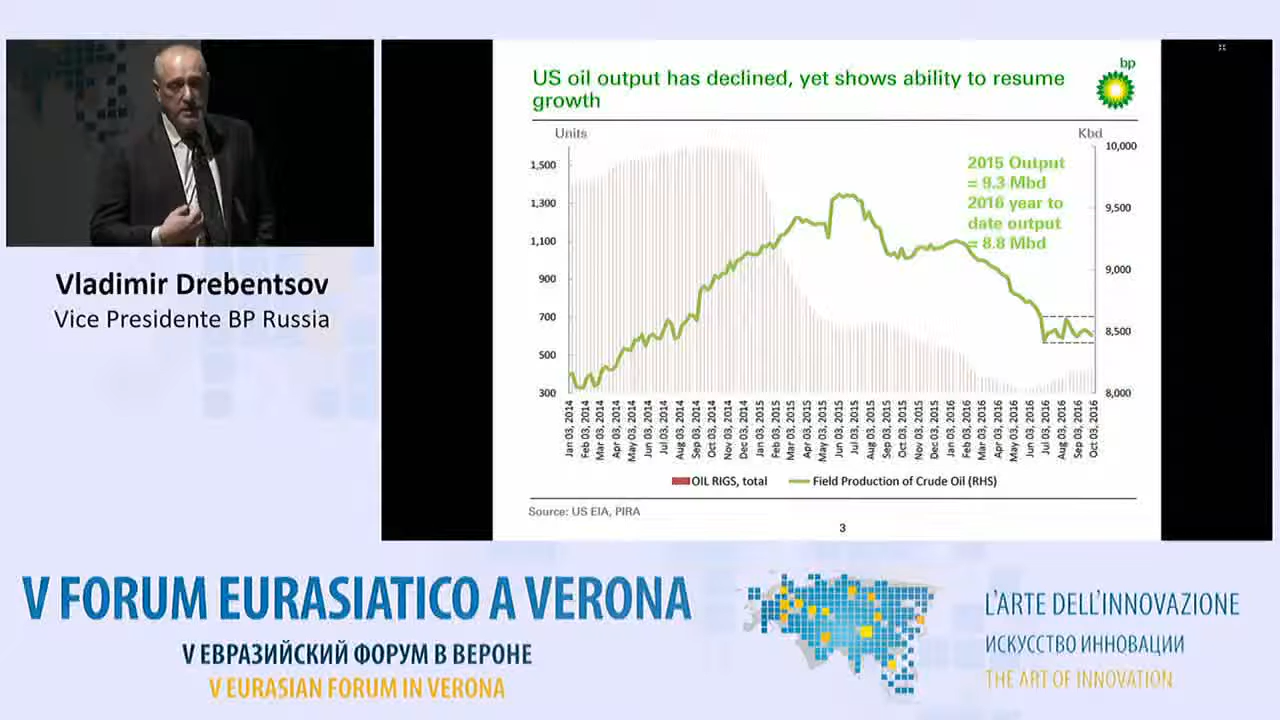 US oil output has declined, yet shows ability to resume
growth
bp
Units
Kbd
1,500
1,300
1,100
900
700
500
300
10,000
9,500
9,000
8,500
8,000
2015 Output
= 9.3 Mbd
2016 year to
date output
= 8.8 Mbd
Jan 03, 2014
Feb 03, 2014
Mar 03, 2014
Apr 03, 2014
May 03, 2014
Jun 03, 2014
Jul 03, 2014
Aug 03, 2014
Sep 03, 2014
Oct 03, 2014
Nov 03, 2014
Dec 03, 2014
Jan 03, 2015
Feb 03, 2015
Mar 03, 2015
Apr 03, 2015
May 03, 2015
Jun 03, 2015
Jul 03, 2015
Aug 03, 2015
Sep 03, 2015
Oct 03, 2015
Nov 03, 2015
Dec 03, 2015
Jan 03, 2016
Feb 03, 2016
Mar 03, 2016
Apr 03, 2016
May 03, 2016
Jun 03, 2016
Jul 03, 2016
Aug 03, 2016
Sep 03, 2016
Oct 03, 2016
OIL RIGS, total
Field Production of Crude Oil (RHS)
Source: US EIA, PIRA
3
Vladimir Drebentsov
Vice Presidente BP Russia
V FORUM EURASIATICO A VERONA
V ЕВРАЗИЙСКИЙ ФОРУМ В ВЕРОНЕ
V EURASIAN FORUM IN VERONA
L'ARTE DELL'INNOVAZIONE
ИСКУССТВО ИННОВАЦИИ
THE ART OF INNOVATION